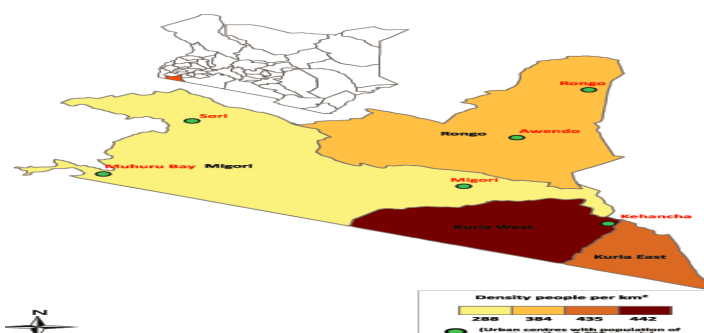 Rongo
Sori
Rongo
Awendo
Muhuru Bay
Migori
Migori
Kehancha
Kuria West
Kuria East
N
Density people per km²
288 384 435 442
(Urban centres with population of